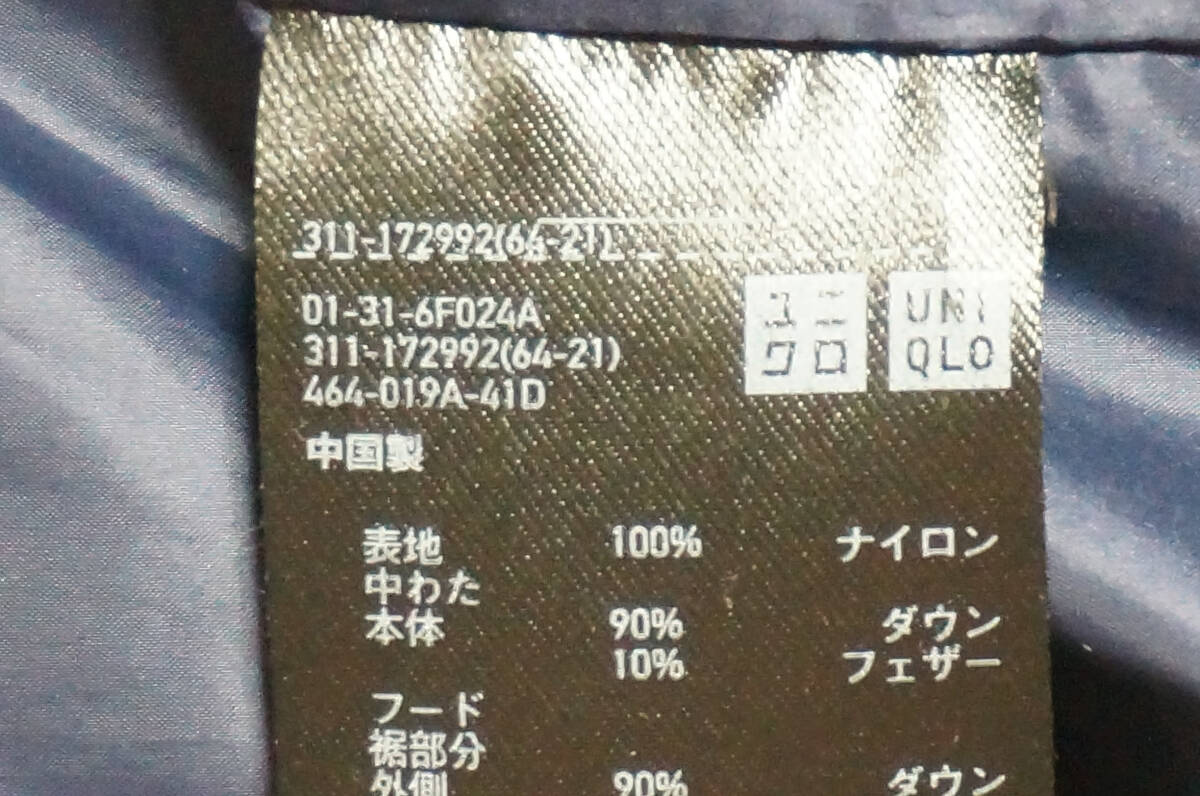 311-172992(64-21)
01-31-6F024A
311-172992(64-21)
464-019A-41D
ユニ
クロ
UNI
QLO
中国製
表地 100% ナイロン
中わた
本体 90% ダウン
10% フェザー
フード
裾部分
外側 90% ダウン